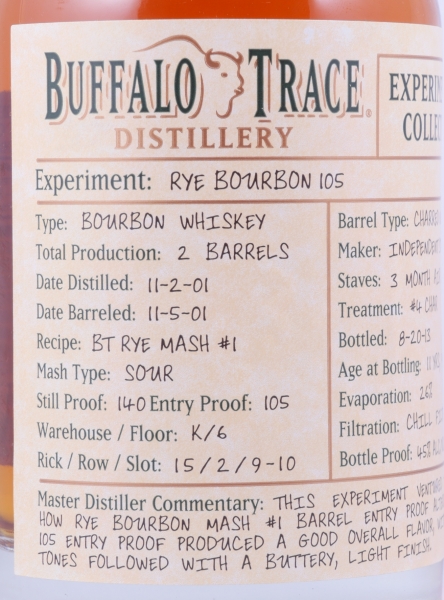 BUFFALO TRACE
DISTILLERY
COLLEC
Experiment: RYE BOURBON 105
Type: BOURBON WHISKEY
Total Production: 2 BARRELS
Date Distilled: 11-2-01
Date Barreled: 11-5-01
Recipe: BT RYE MASH #1
Mash Type: SOUR
Still Proof: 140 Entry Proof: 105
Warehouse / Floor: K/6
Rick / Row / Slot: 15/2/9-10
Barrel Type:
Maker: INDEPENDEN
Staves: 3 MONTH
Treatment: #4 CHAR
Bottled: 8-20-13
Age at Bottling: 11
Evaporation: 26%
Filtration: CHILL
Bottle Proof: 45%
Master Distiller Commentary: THIS EXPERIMENT
HOW RYE BOURBON MASH #1 BARREL ENTRY PROOF
105 ENTRY PROOF PRODUCED A GOOD OVERALL FLAVOR,
TONES FOLLOWED WITH A BUTTERY, LIGHT FINISH.